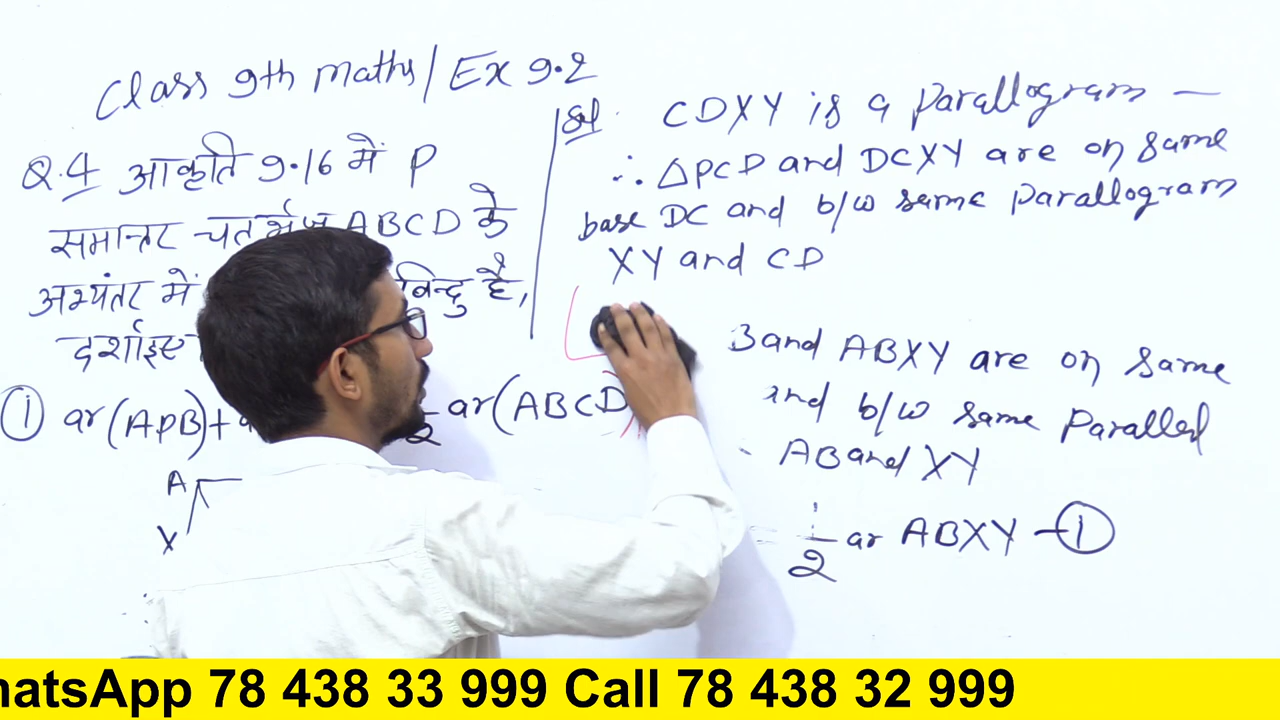 Class 9th maths/Ex 9.2
Q.4 आकृति 9.16 में P
समान्तर चतुर्भुज ABCD के
अभ्यंतर में बिन्दु है,
दर्शाइए
① ar(APB)+ 2 ar(ABCD)
A
X
Sol. CDXY is a Parallogram —
∴ △PCD and DCXY are on same
base DC and b/w same Parallogram
XY and CD
B and ABXY are on same
and b/w same Paralled
AB and XY
= 1/2 ar ABXY —①
hatsApp 78 438 33 999 Call 78 438 32 999